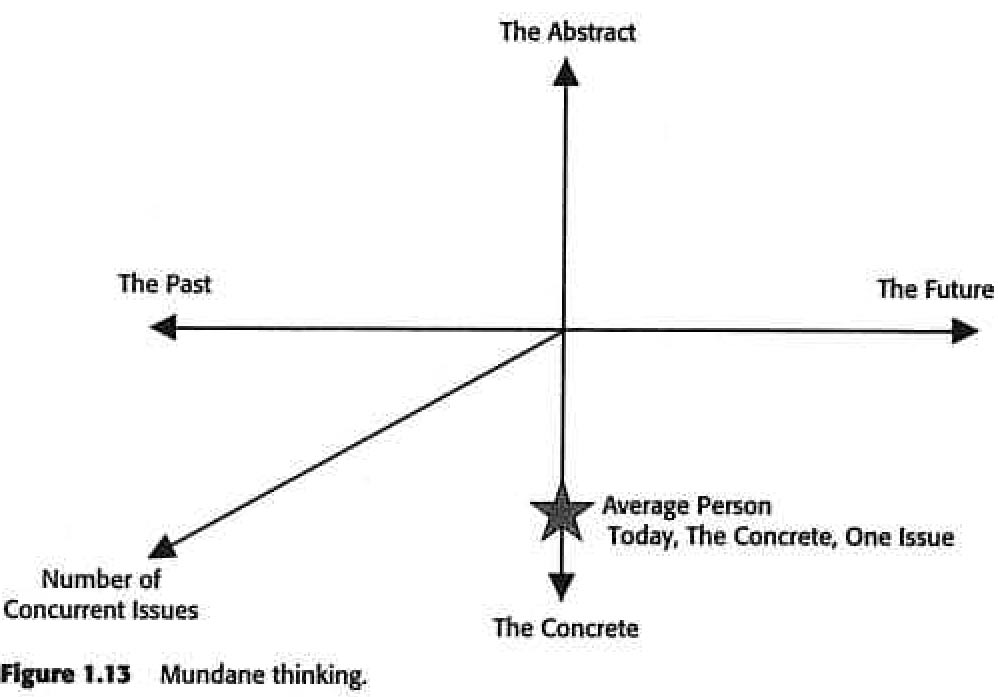 The Abstract
The Past
The Future
Average Person
Today, The Concrete, One Issue
Number of
Concurrent Issues
The Concrete
Figure 1.13 Mundane thinking.